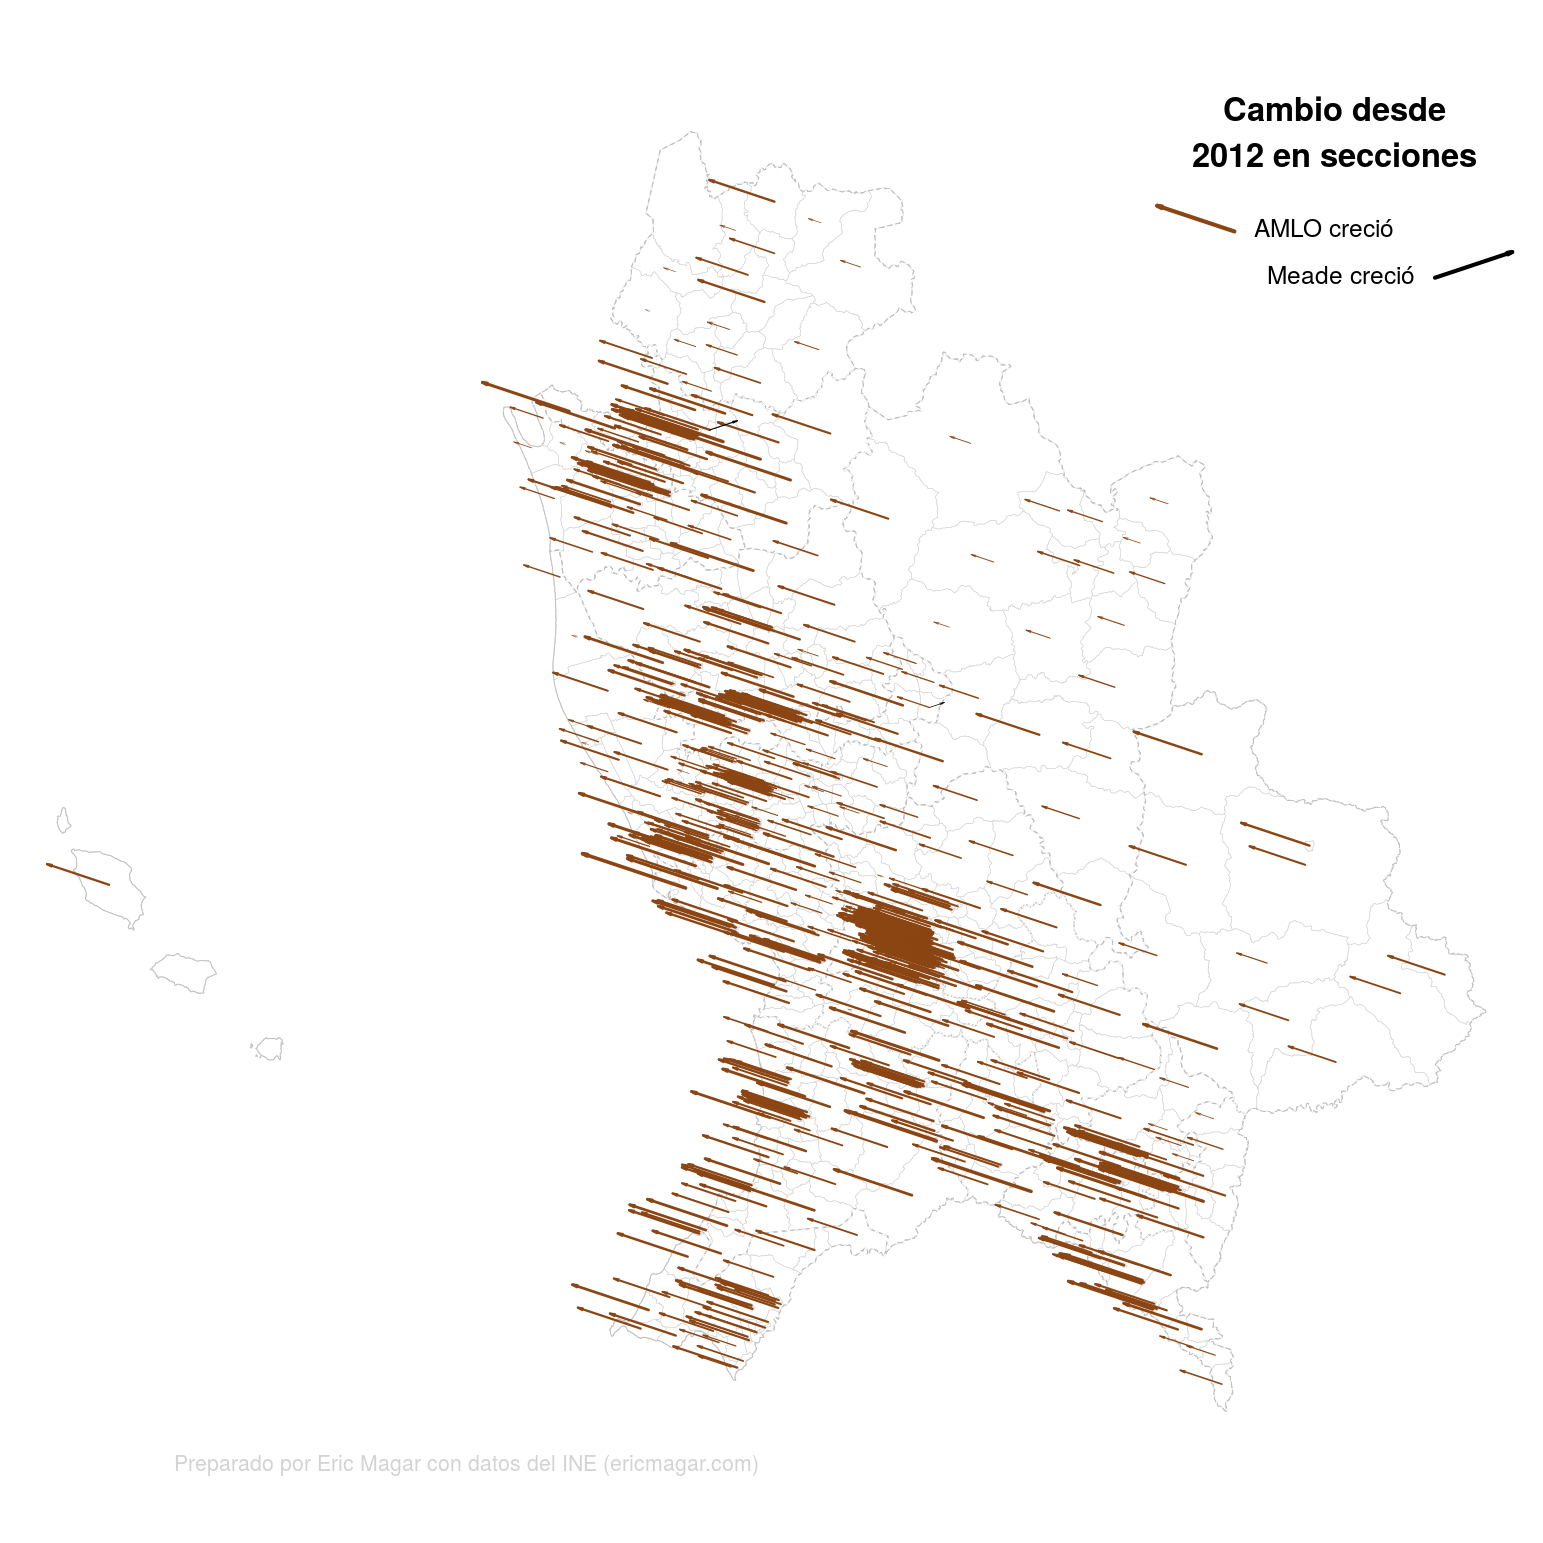 Cambio desde
2012 en secciones
AMLO creció
Meade creció
Preparado por Eric Magar con datos del INE (ericmagar.com)